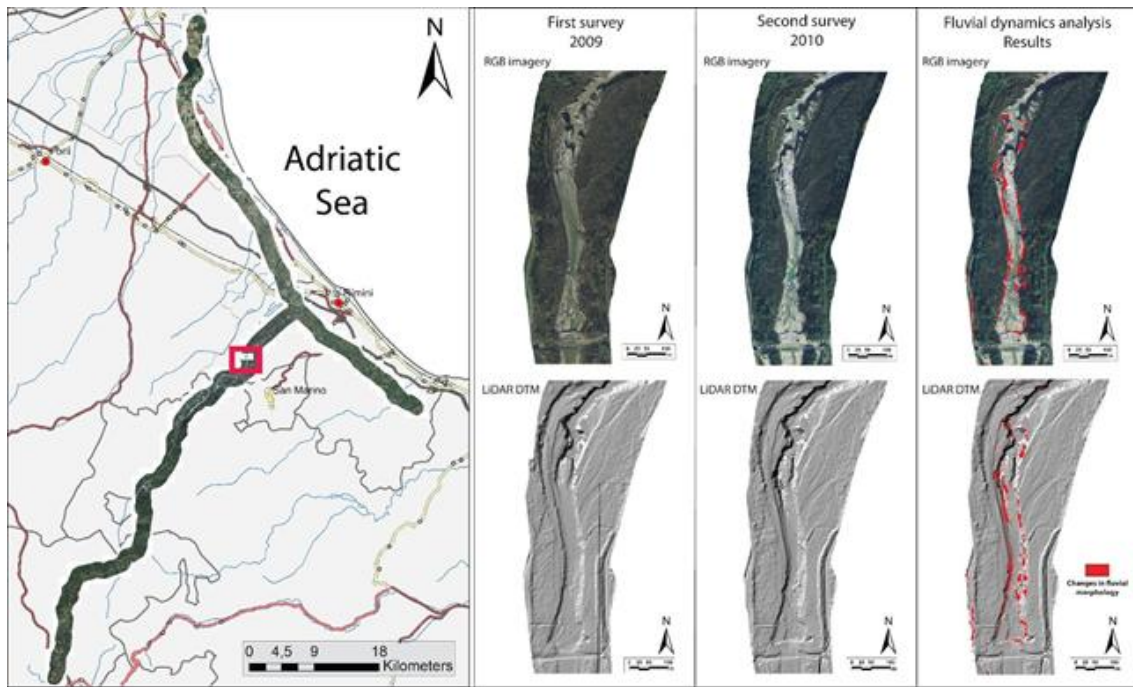 N
Adriatic
Sea
Rimini
San Marino
0 4,5 9 18
Kilometers
First survey
2009
RGB imagery
N
LiDAR DTM
N
Second survey
2010
RGB imagery
N
LiDAR DTM
N
Fluvial dynamics analysis
Results
RGB imagery
N
LiDAR DTM
Changes in fluvial
morphology
N